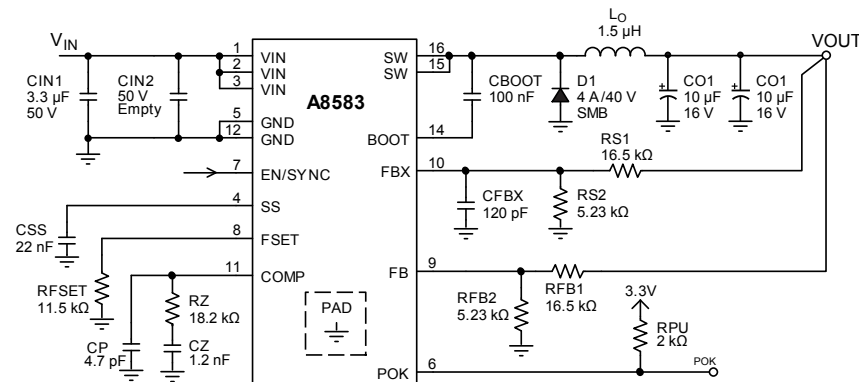 VIN
CIN1
3.3 µF
50 V
CIN2
50 V
Empty
1
2
3
5
12
7
4
8
11
VIN
VIN
VIN
GND
GND
EN/SYNC
SS
FSET
COMP
A8583
PAD
SW
SW
BOOT
FBX
FB
POK
16
15
14
10
9
6
CBOOT
100 nF
D1
4 A/40 V
SMB
LO
1.5 µH
CO1
10 µF
16 V
CO1
10 µF
16 V
VOUT
RS1
16.5 kΩ
CFBX
120 pF
RS2
5.23 kΩ
CSS
22 nF
RFSET
11.5 kΩ
RZ
18.2 kΩ
CP
4.7 pF
CZ
1.2 nF
RFB2
5.23 kΩ
RFB1
16.5 kΩ
3.3V
RPU
2 kΩ
POK